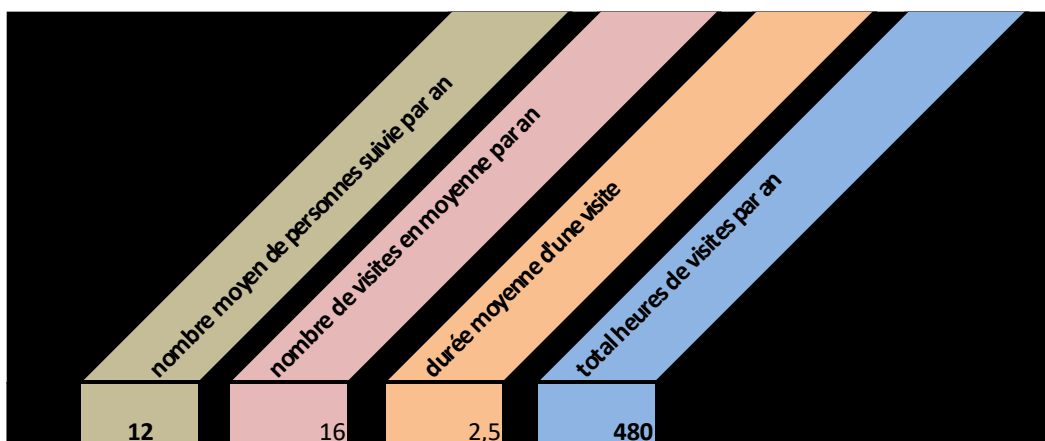 nombre moyen de personnes suivie par an
nombre de visites en moyenne par an
durée moyenne d'une visite
total heures de visites par an
12
16
2,5
480